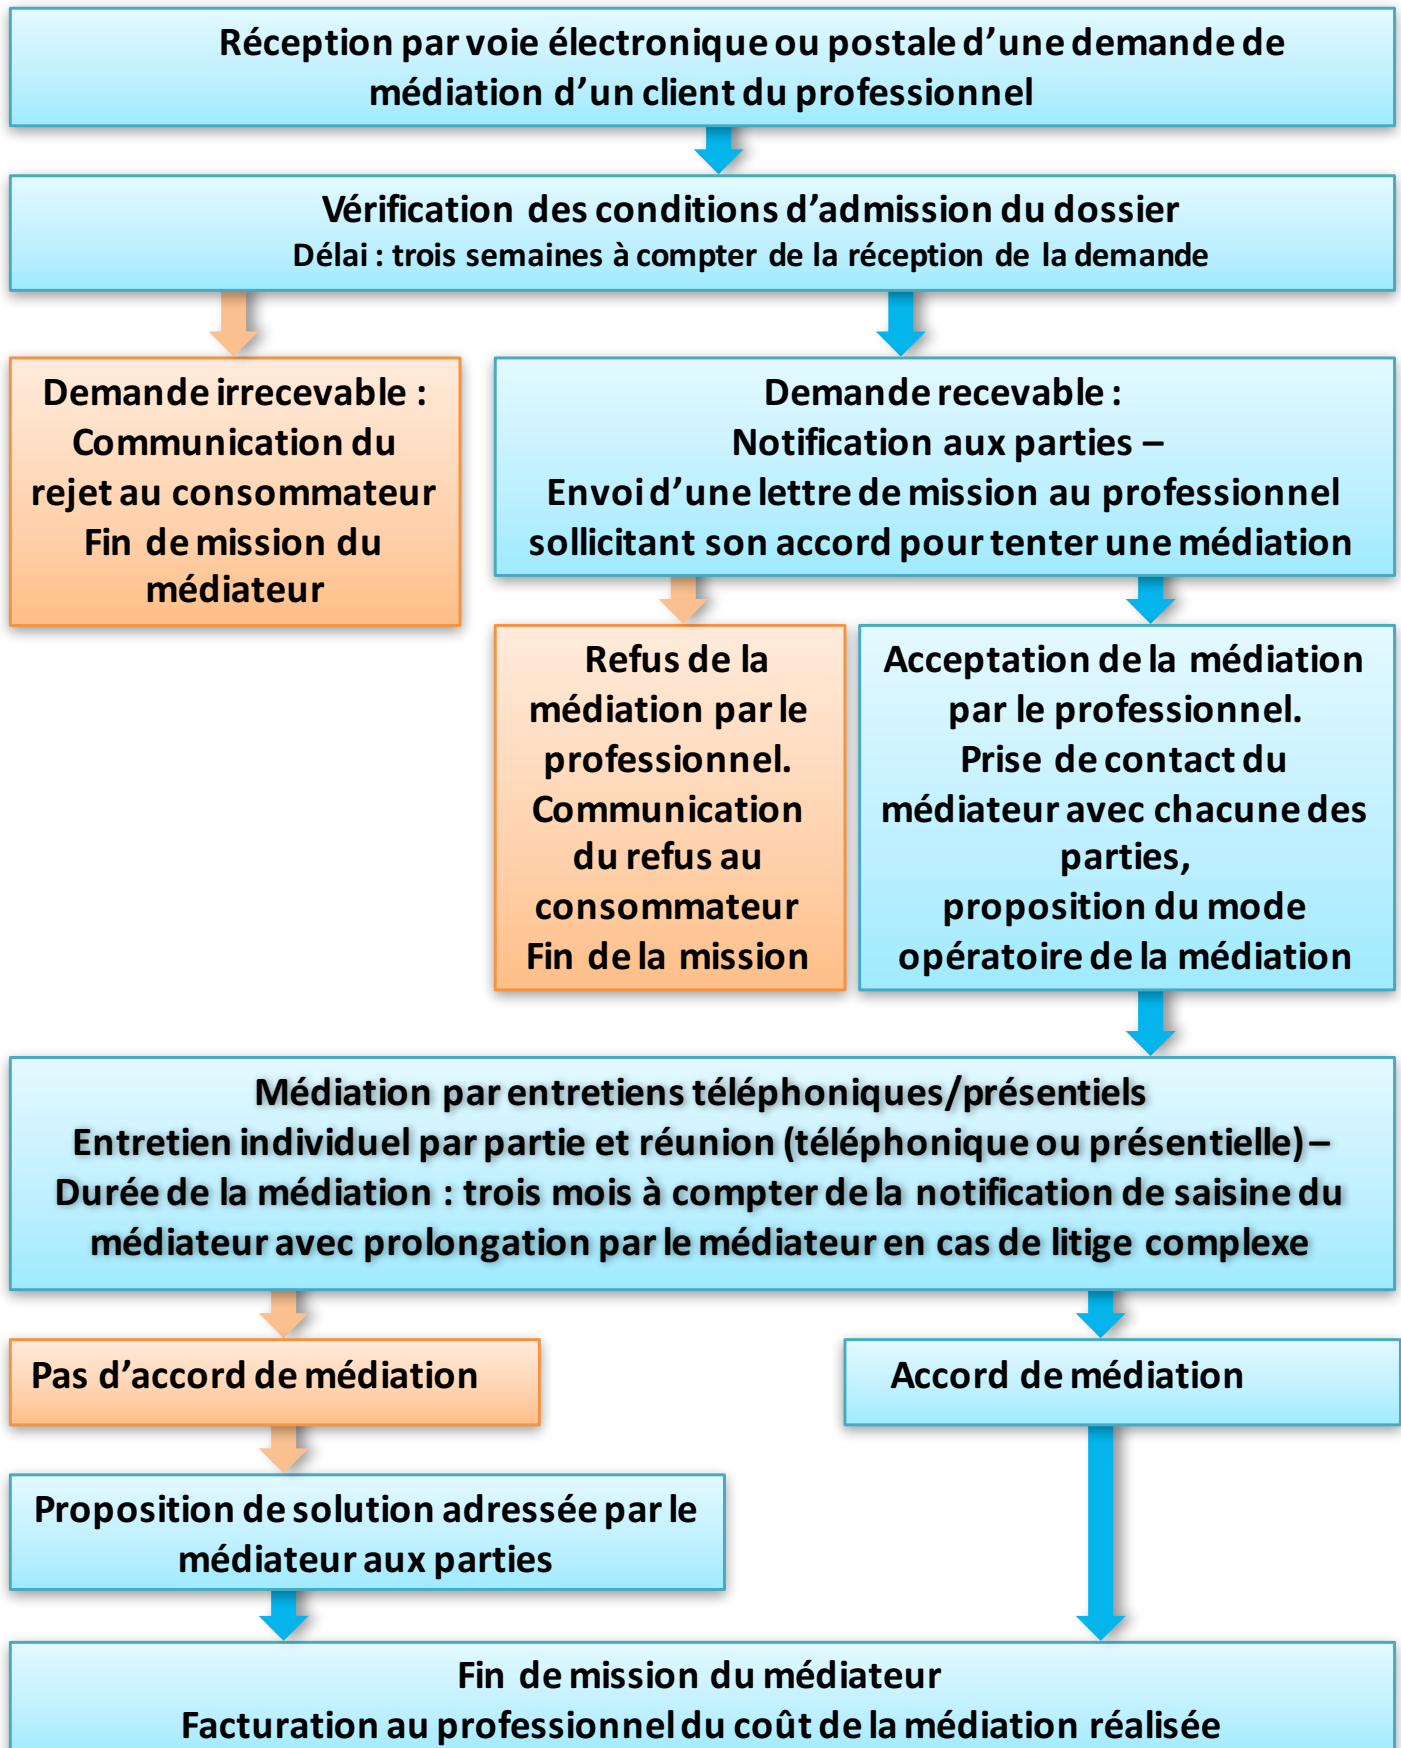 Réception par voie électronique ou postale d’une demande de
médiation d’un client du professionnel
Vérification des conditions d’admission du dossier
Délai : trois semaines à compter de la réception de la demande
Demande irrecevable :
Communication du
rejet au consommateur
Fin de mission du
médiateur
Demande recevable :
Notification aux parties –
Envoi d’une lettre de mission au professionnel
sollicitant son accord pour tenter une médiation
Refus de la
médiation par le
professionnel.
Communication
du refus au
consommateur
Fin de la mission
Acceptation de la médiation
par le professionnel.
Prise de contact du
médiateur avec chacune des
parties,
proposition du mode
opératoire de la médiation
Médiation par entretiens téléphoniques/présentiels
Entretien individuel par partie et réunion (téléphonique ou présentielle) –
Durée de la médiation : trois mois à compter de la notification de saisine du
médiateur avec prolongation par le médiateur en cas de litige complexe
Pas d’accord de médiation
Accord de médiation
Proposition de solution adressée par le
médiateur aux parties
Fin de mission du médiateur
Facturation au professionnel du coût de la médiation réalisée